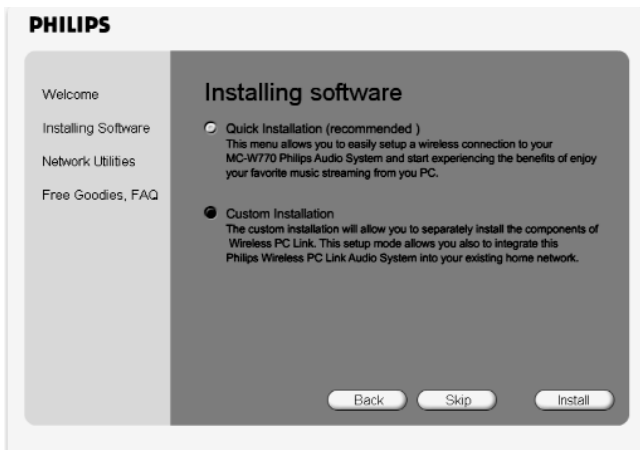 PHILIPS
Welcome
Installing Software
Network Utilities
Free Goodies, FAQ
Installing software
Quick Installation (recommended )
This menu allows you to easily setup a wireless connection to your
MC-W770 Philips Audio System and start experiencing the benefits of enjoy
your favorite music streaming from you PC.
Custom Installation
The custom installation will allow you to separately install the components of
Wireless PC Link. This setup mode allows you also to integrate this
Philips Wireless PC Link Audio System into your existing home network.
Back
Skip
Install